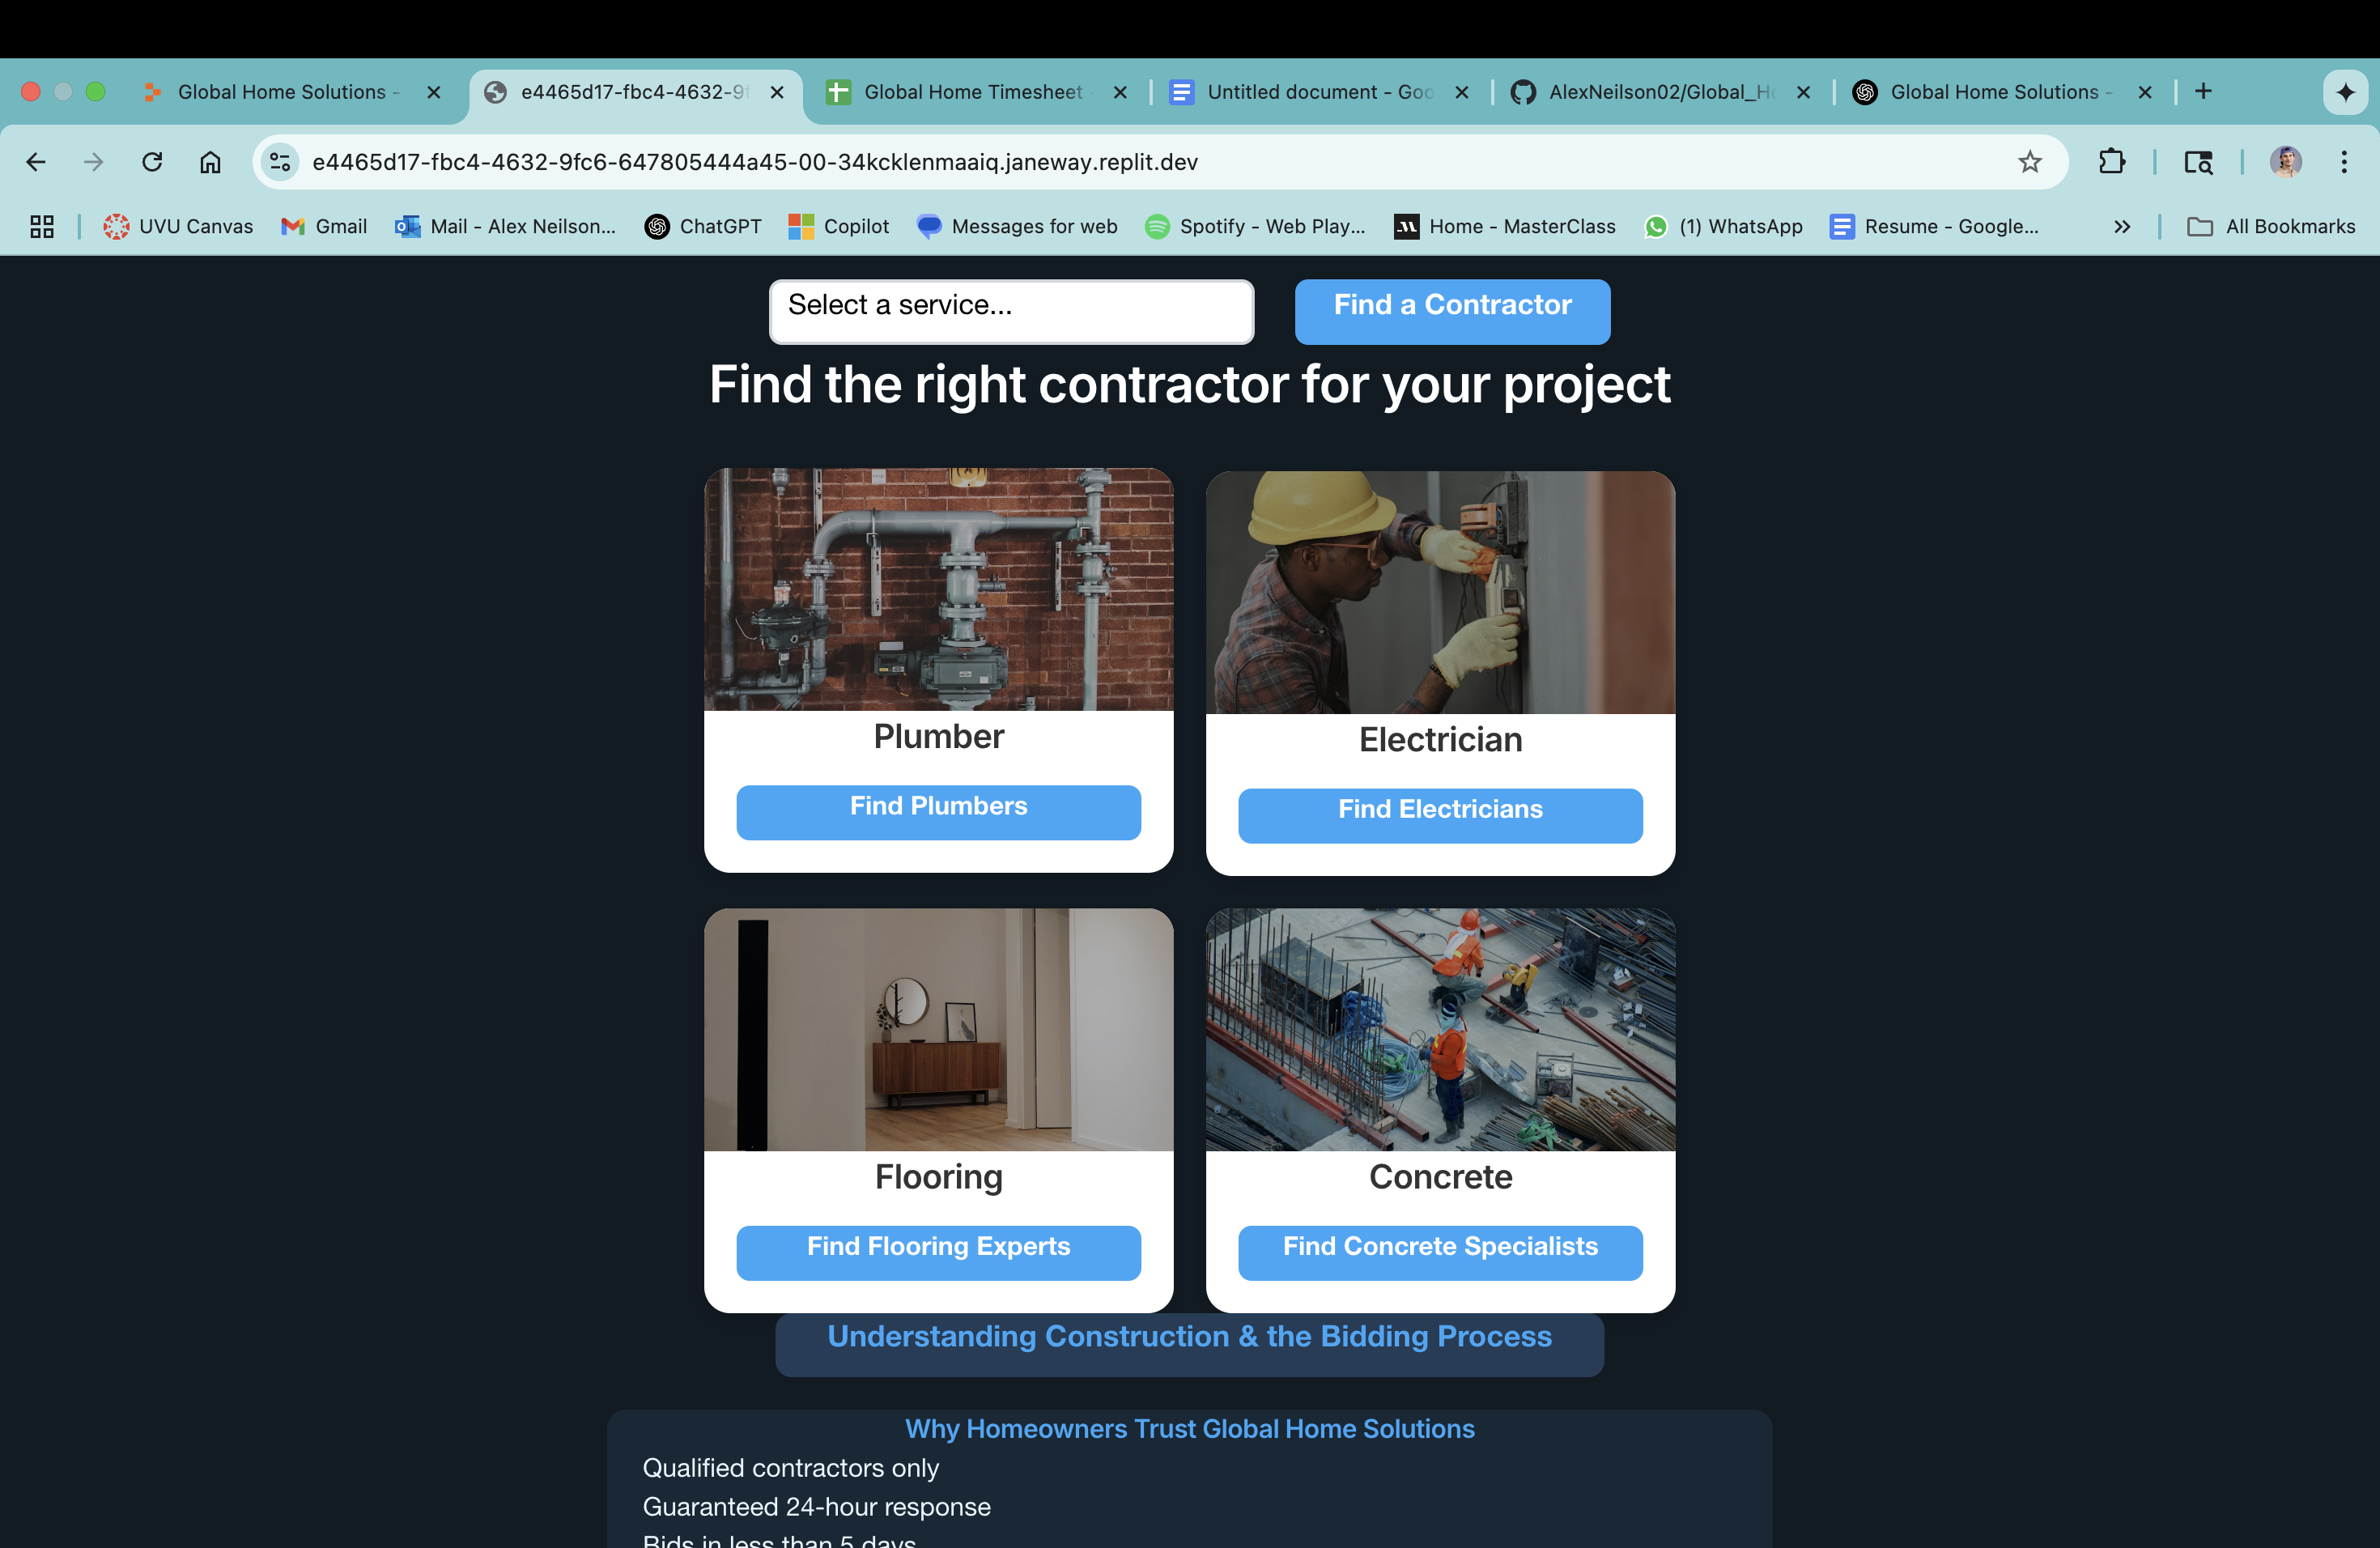 Global Home Solutions -
e4465d17-fbc4-4632-9
Global Home Timesheet
Untitled document - Goo
AlexNeilson02/Global_H
Global Home Solutions -
e4465d17-fbc4-4632-9fc6-647805444a45-00-34kcklenmaaiq.janeway.replit.dev
UVU Canvas
Gmail
Mail - Alex Neilson...
ChatGPT
Copilot
Messages for web
Spotify - Web Play...
Home - MasterClass
(1) WhatsApp
Resume - Google...
All Bookmarks
Select a service...
Find a Contractor
Find the right contractor for your project
Plumber
Find Plumbers
Electrician
Find Electricians
Flooring
Find Flooring Experts
Concrete
Find Concrete Specialists
Understanding Construction & the Bidding Process
Why Homeowners Trust Global Home Solutions
Qualified contractors only
Guaranteed 24-hour response
Bids in less than 5 days